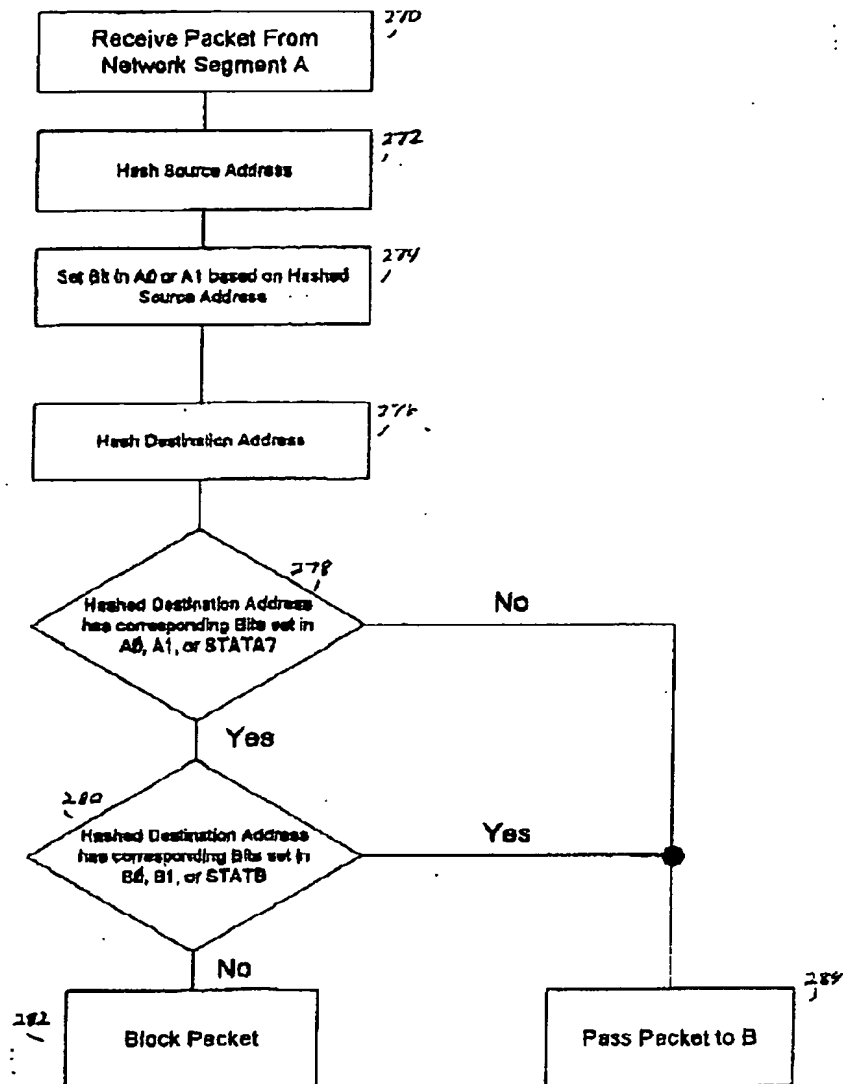 270
Receive Packet From
Network Segment A
272
Hash Source Address
274
Set Bit in A0 or A1 based on Hashed
Source Address
276
Hash Destination Address
278
Hashed Destination Address
has corresponding Bits set in
A0, A1, or STATA?
No
Yes
280
Hashed Destination Address
has corresponding Bits set in
B0, B1, or STATB
Yes
No
282
Block Packet
284
Pass Packet to B